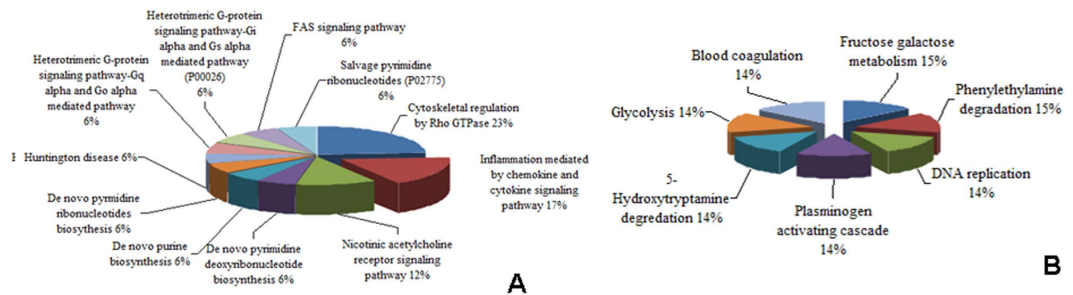 Heterotrimeric G-protein
signaling pathway-Gi
alpha and Gs alpha
mediated pathway
(P00026)
6%
FAS signaling pathway
6%
Heterotrimeric G-protein
signaling pathway-Gq
alpha and Go alpha
mediated pathway
6%
Salvage pyrimidine
ribonucleotides (P02775)
6%
Cytoskeletal regulation
by Rho GTPase 23%
Huntington disease 6%
Inflammation mediated
by chemokine and
cytokine signaling
pathway 17%
De novo pyrmidine
ribonucleotides
biosythesis 6%
De novo purine
biosynthesis 6%
De novo pyrimidine
deoxyribonucleotide
biosynthesis 6%
Nicotinic acetylcholine
receptor signaling
pathway 12%
A
B
Blood coagulation
14%
Fructose galactose
metabolism 15%
Glycolysis 14%
Phenylethylamine
degradation 15%
5-
Hydroxytryptamine
degredation 14%
Plasminogen
activating cascade
14%
DNA replication
14%